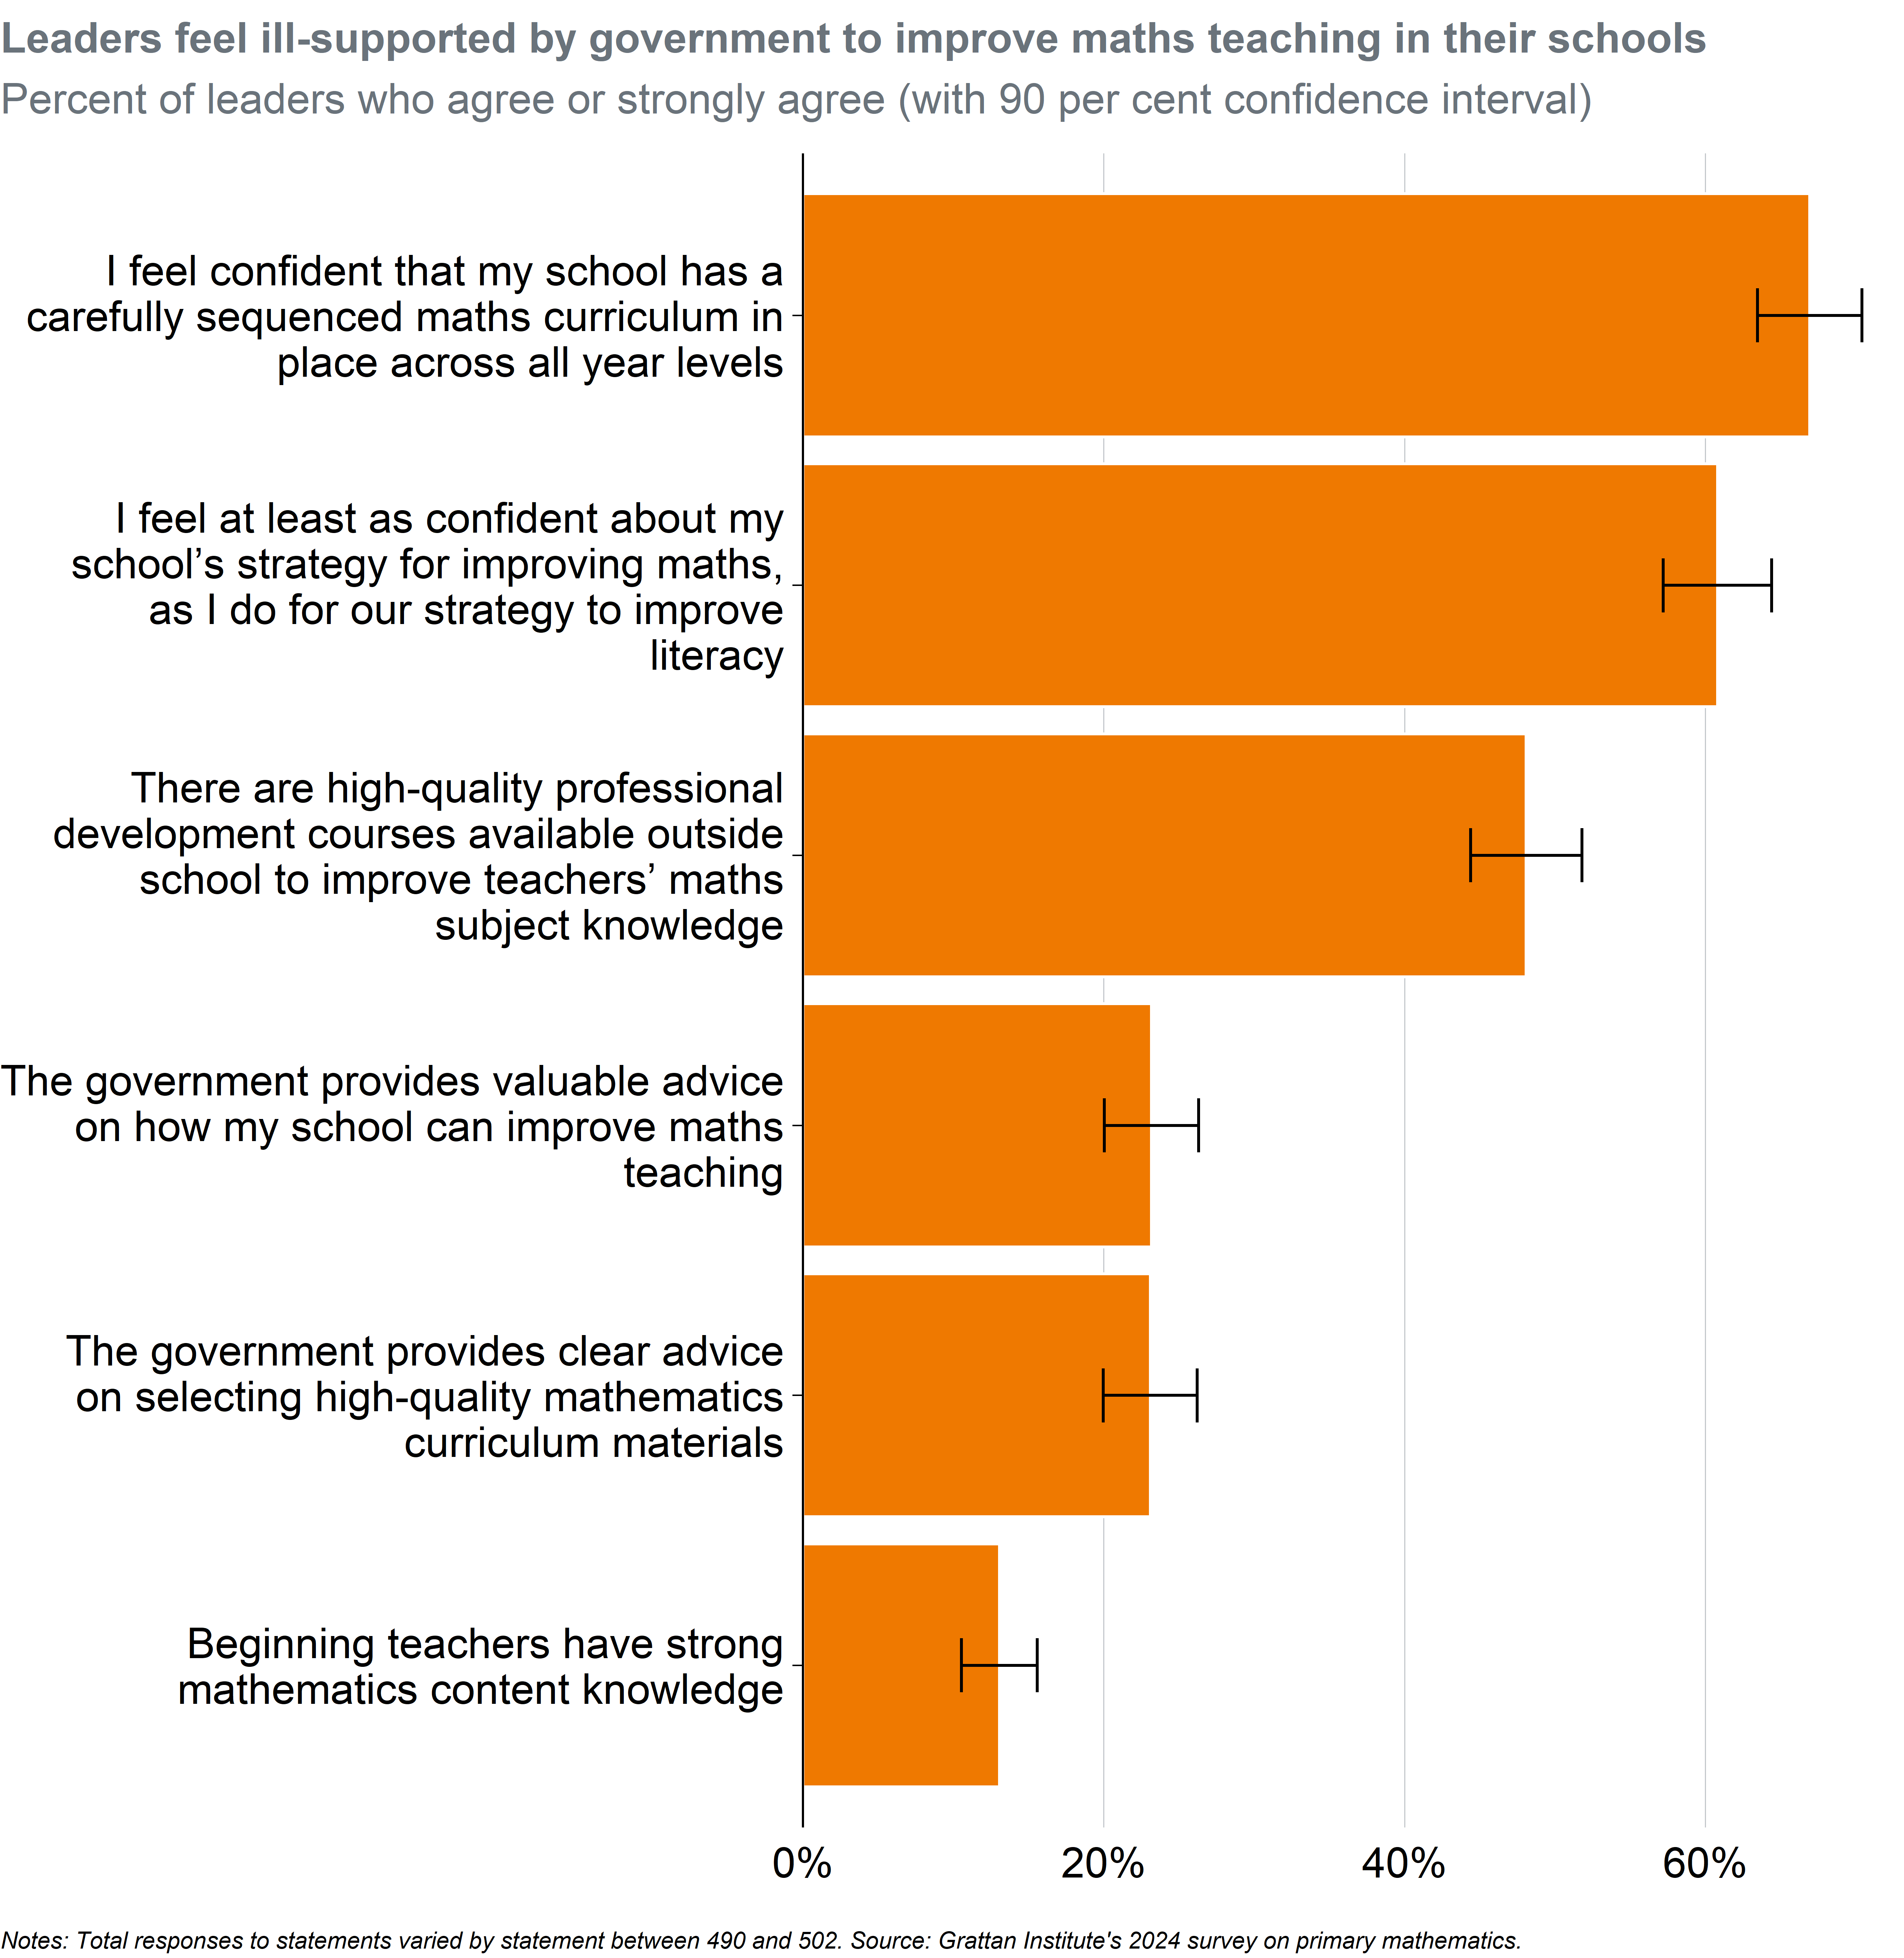 Leaders feel ill-supported by government to improve maths teaching in their schools
Percent of leaders who agree or strongly agree (with 90 per cent confidence interval)
I feel confident that my school has a
carefully sequenced maths curriculum in
place across all year levels
I feel at least as confident about my
school’s strategy for improving maths,
as I do for our strategy to improve
literacy
There are high-quality professional
development courses available outside
school to improve teachers’ maths
subject knowledge
The government provides valuable advice
on how my school can improve maths
teaching
The government provides clear advice
on selecting high-quality mathematics
curriculum materials
Beginning teachers have strong
mathematics content knowledge
0% 20% 40% 60%
Notes: Total responses to statements varied by statement between 490 and 502. Source: Grattan Institute's 2024 survey on primary mathematics.